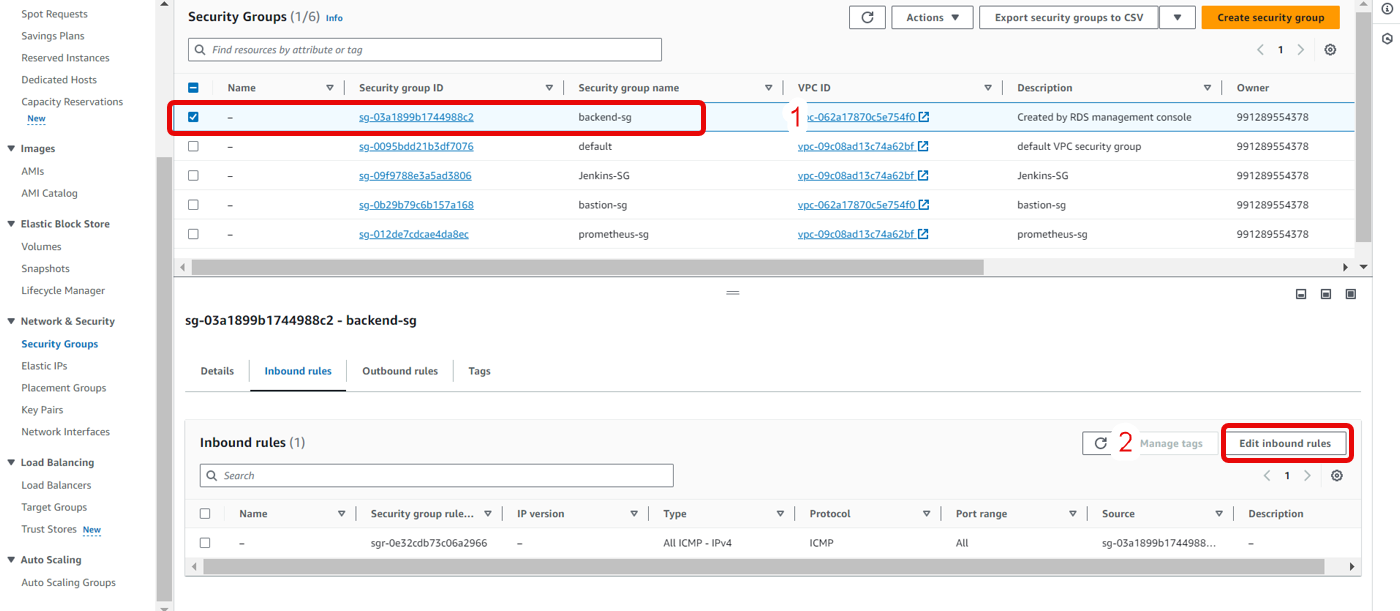 Spot Requests
Savings Plans
Reserved Instances
Dedicated Hosts
Capacity Reservations
New
Images
AMIs
AMI Catalog
Elastic Block Store
Volumes
Snapshots
Lifecycle Manager
Network & Security
Security Groups
Elastic IPs
Placement Groups
Key Pairs
Network Interfaces
Load Balancing
Load Balancers
Target Groups
Trust Stores New
Auto Scaling
Auto Scaling Groups
Security Groups (1/6) Info
Actions
Export security groups to CSV
Create security group
Find resources by attribute or tag
1
Name Security group ID Security group name VPC ID Description Owner
– sg-03a1899b1744988c2 backend-sg 1 pc-062a17870c5e754f0 Created by RDS management console 991289554378
– sg-0095bdd21b3df7076 default vpc-09c08ad13c74a62bf default VPC security group 991289554378
– sg-09f9788e3a5ad3806 Jenkins-SG vpc-09c08ad13c74a62bf Jenkins-SG 991289554378
– sg-0b29b79c6b157a168 bastion-sg vpc-062a17870c5e754f0 bastion-sg 991289554378
– sg-012de7cdcae4da8ec prometheus-sg vpc-09c08ad13c74a62bf prometheus-sg 991289554378
sg-03a1899b1744988c2 - backend-sg
Details Inbound rules Outbound rules Tags
Inbound rules (1)
2 Manage tags Edit inbound rules
Search
1
Name Security group rule... IP version Type Protocol Port range Source Description
– sgr-0e32cdb73c06a2966 – All ICMP - IPv4 ICMP All sg-03a1899b1744988... –